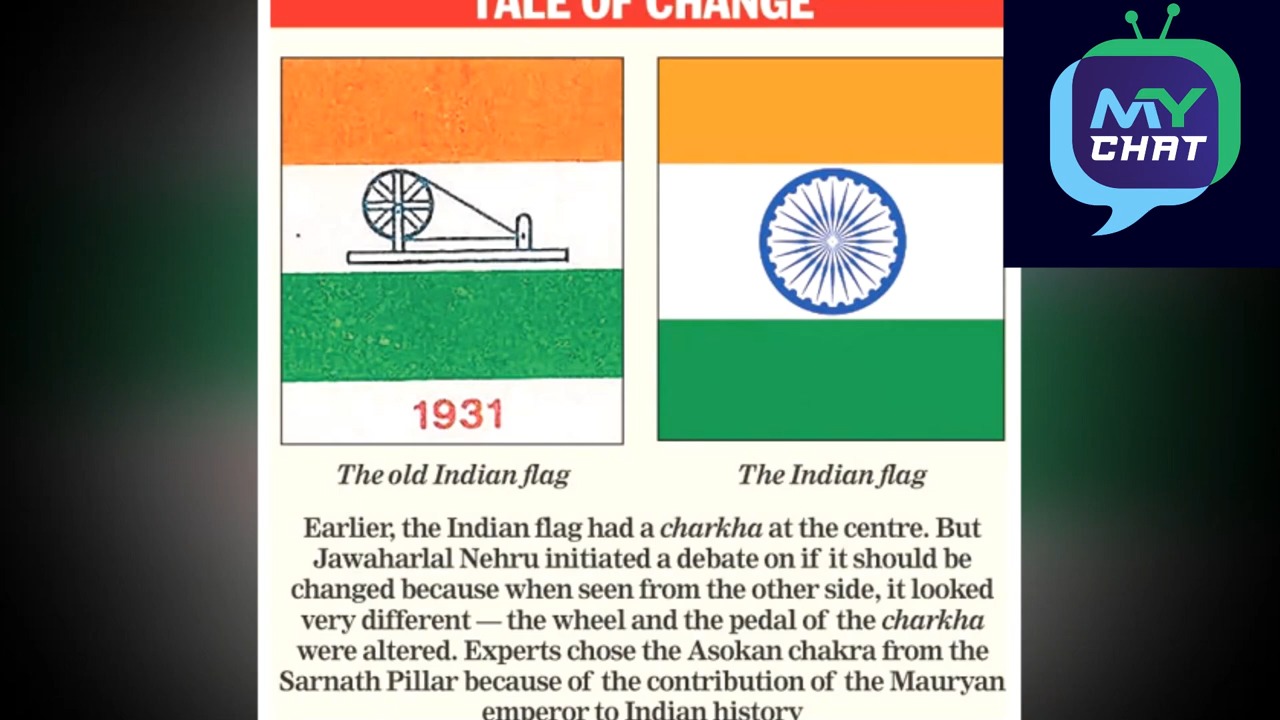 TALE OF CHANGE
MY
CHAT
1931
The old Indian flag
The Indian flag
Earlier, the Indian flag had a charkha at the centre. But
Jawaharlal Nehru initiated a debate on if it should be
changed because when seen from the other side, it looked
very different — the wheel and the pedal of the charkha
were altered. Experts chose the Asokan chakra from the
Sarnath Pillar because of the contribution of the Mauryan
emperor to Indian history